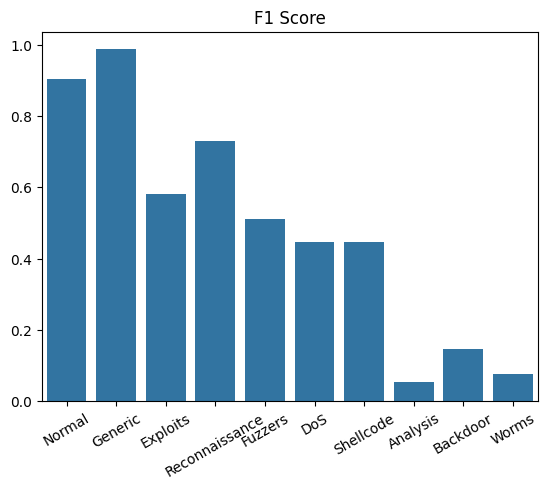 F1 Score
1.0
0.8
0.6
0.4
0.2
0.0
Normal
Generic
Exploits
Reconnaissance
Fuzzers
DoS
Shellcode
Analysis
Backdoor
Worms